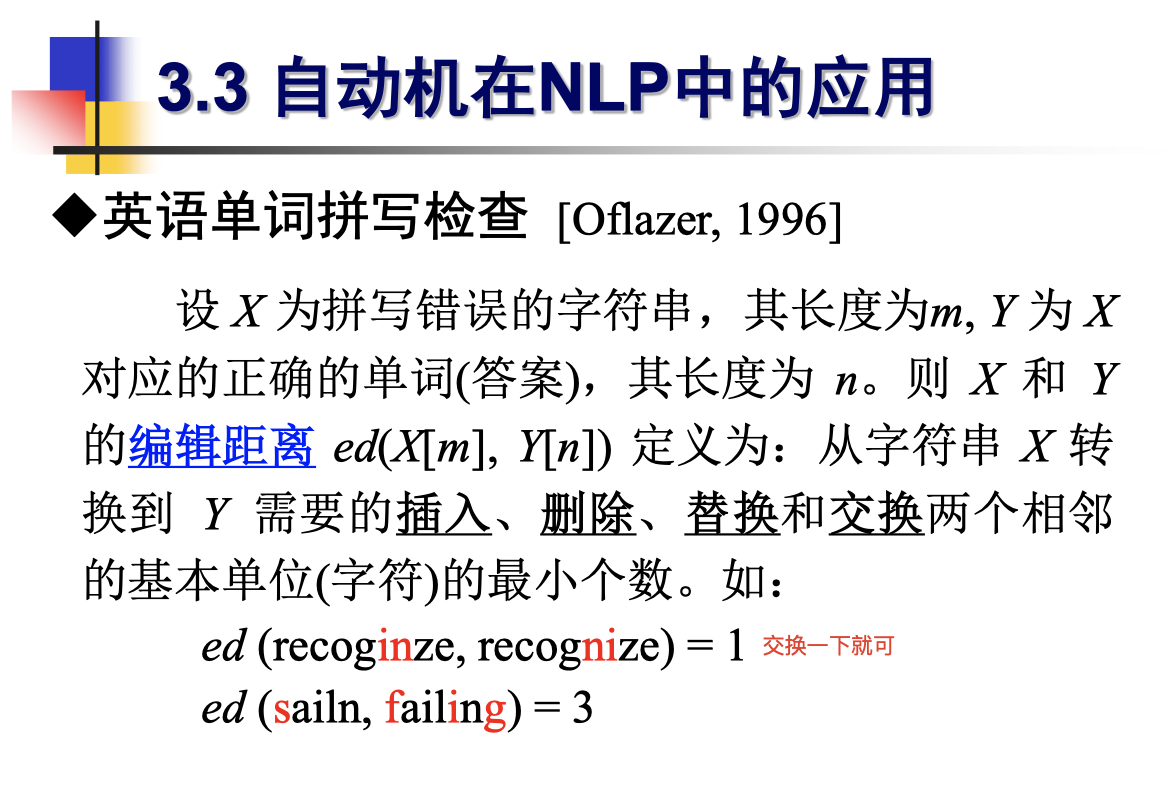 3.3 自动机在NLP中的应用
◆英语单词拼写检查 [Oflazer, 1996]
设 X 为拼写错误的字符串，其长度为m, Y 为 X
对应的正确的单词(答案)，其长度为 n。则 X 和 Y
的编辑距离 ed(X[m], Y[n]) 定义为：从字符串 X 转
换到 Y 需要的插入、删除、替换和交换两个相邻
的基本单位(字符)的最小个数。如：
ed (recoginze, recognize) = 1 交换一下就可
ed (sailn, failing) = 3